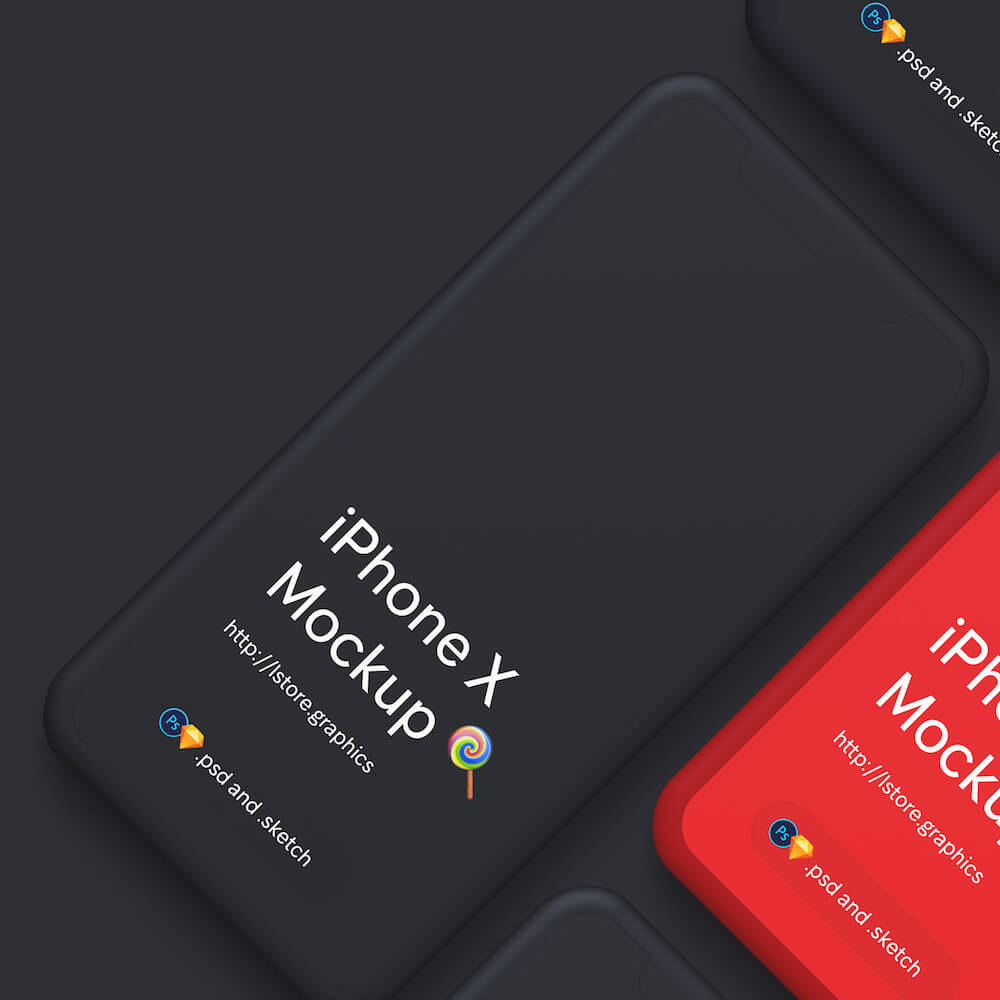 Ps
.psd and .sketc
iPhone X
Mockup
http://lstore.graphics
Ps
.psd and .sketch
iPh
Mocku
http://lstore.graphics
Ps
.psd and .sketch